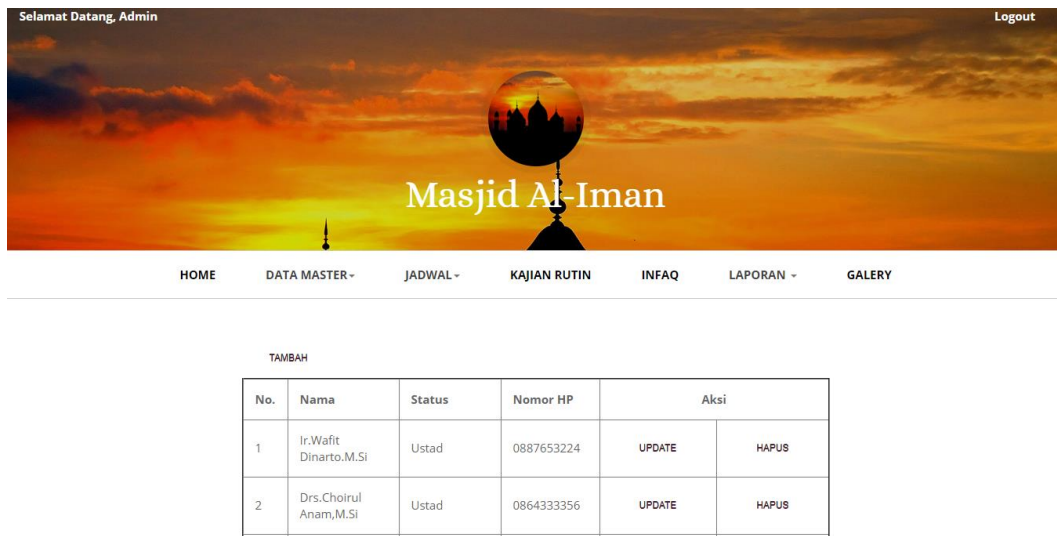 Selamat Datang, Admin Logout
Masjid Al-Iman
HOME DATA MASTER JADWAL KAJIAN RUTIN INFAQ LAPORAN GALERY
TAMBAH
No. Nama Status Nomor HP Aksi
1 Ir.Wafit Dinarto.M.Si Ustad 0887653224 UPDATE HAPUS
2 Drs.Choirul Anam,M.Si Ustad 0864333356 UPDATE HAPUS